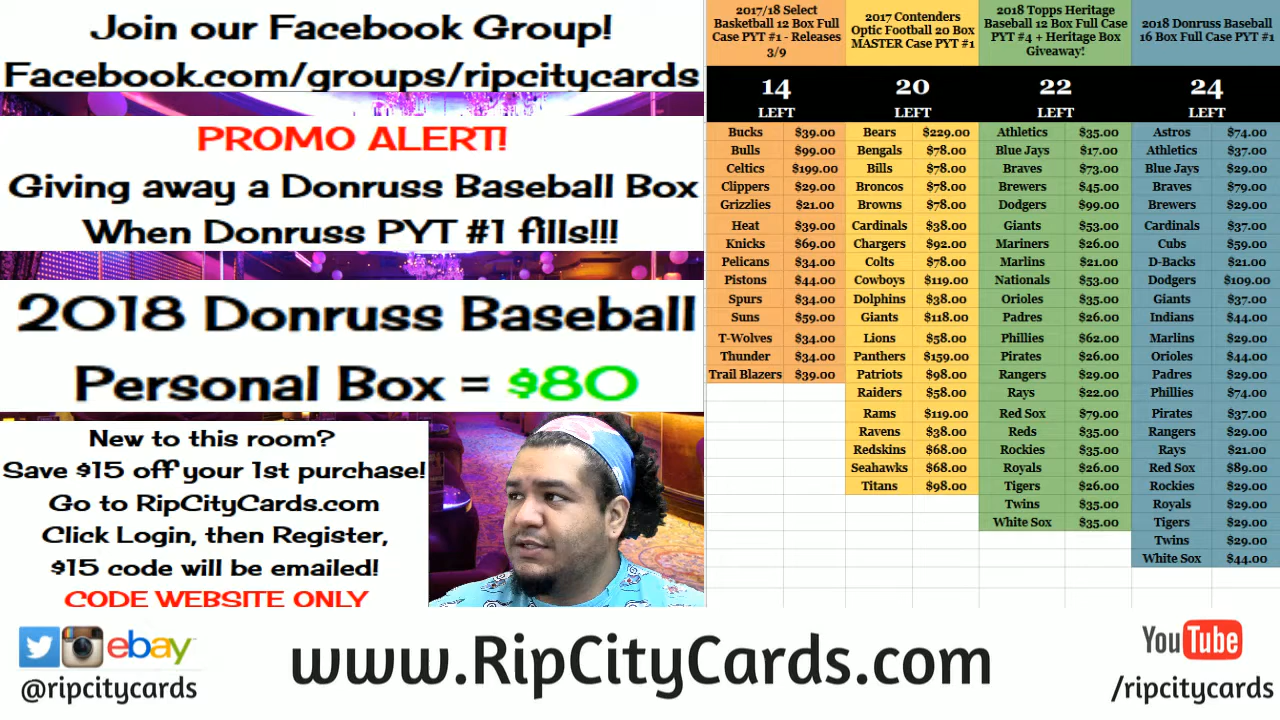 Join our Facebook Group!
Facebook.com/groups/ripcitycards
PROMO ALERT!
Giving away a Donruss Baseball Box
When Donruss PYT #1 fills!!!
2018 Donruss Baseball
Personal Box = $80
New to this room?
Save $15 off your 1st purchase!
Go to RipCityCards.com
Click Login, then Register,
$15 code will be emailed!
CODE WEBSITE ONLY
2017/18 Select
Basketball 12 Box Full
Case PYT #1 - Releases
3/9
14
LEFT
Bucks $39.00
Bulls $99.00
Celtics $199.00
Clippers $29.00
Grizzlies $21.00
Heat $39.00
Knicks $69.00
Pelicans $34.00
Pistons $44.00
Spurs $34.00
Suns $59.00
T-Wolves $34.00
Thunder $34.00
Trail Blazers $39.00
2017 Contenders
Optic Football 20 Box
MASTER Case PYT #1
20
LEFT
Bears $229.00
Bengals $78.00
Bills $78.00
Broncos $78.00
Browns $78.00
Cardinals $38.00
Chargers $92.00
Colts $78.00
Cowboys $119.00
Dolphins $38.00
Giants $118.00
Lions $58.00
Panthers $159.00
Patriots $98.00
Raiders $58.00
Rams $119.00
Ravens $38.00
Redskins $68.00
Seahawks $68.00
Titans $98.00
2018 Topps Heritage
Baseball 12 Box Full Case
PYT #4 + Heritage Box
Giveaway!
22
LEFT
Athletics $35.00
Blue Jays $17.00
Braves $73.00
Brewers $45.00
Dodgers $99.00
Giants $53.00
Mariners $26.00
Marlins $21.00
Nationals $53.00
Orioles $35.00
Padres $26.00
Phillies $62.00
Pirates $26.00
Rangers $29.00
Rays $22.00
Red Sox $79.00
Reds $35.00
Rockies $35.00
Royals $26.00
Tigers $26.00
Twins $35.00
White Sox $35.00
2018 Donruss Baseball
16 Box Full Case PYT #1
24
LEFT
Astros $74.00
Athletics $37.00
Blue Jays $29.00
Braves $79.00
Brewers $29.00
Cardinals $37.00
Cubs $59.00
D-Backs $21.00
Dodgers $109.00
Giants $37.00
Indians $44.00
Marlins $29.00
Orioles $44.00
Padres $29.00
Phillies $74.00
Pirates $37.00
Rangers $29.00
Rays $21.00
Red Sox $89.00
Rockies $29.00
Royals $29.00
Tigers $29.00
Twins $29.00
White Sox $44.00
ebay
@ripcitycards
www.RipCityCards.com
YouTube
/ripcitycards